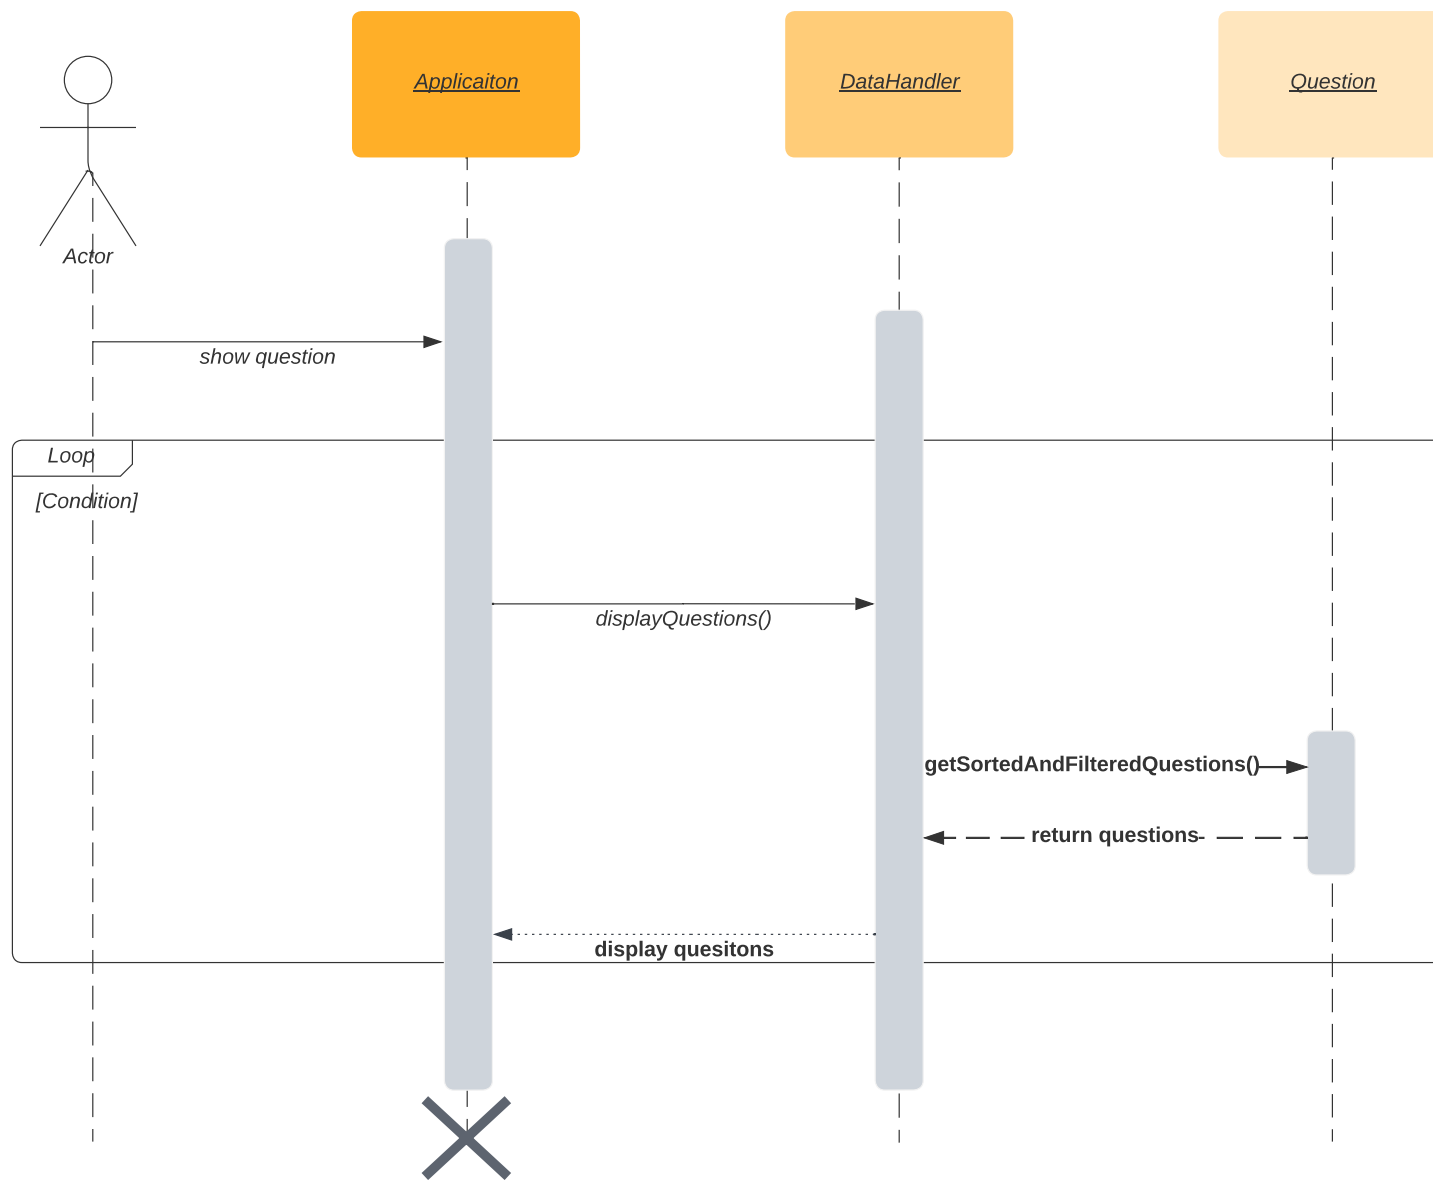 Applicaiton
DataHandler
Question
Actor
show question
Loop
[Condition]
displayQuestions()
getSortedAndFilteredQuestions()
return questions
display quesitons